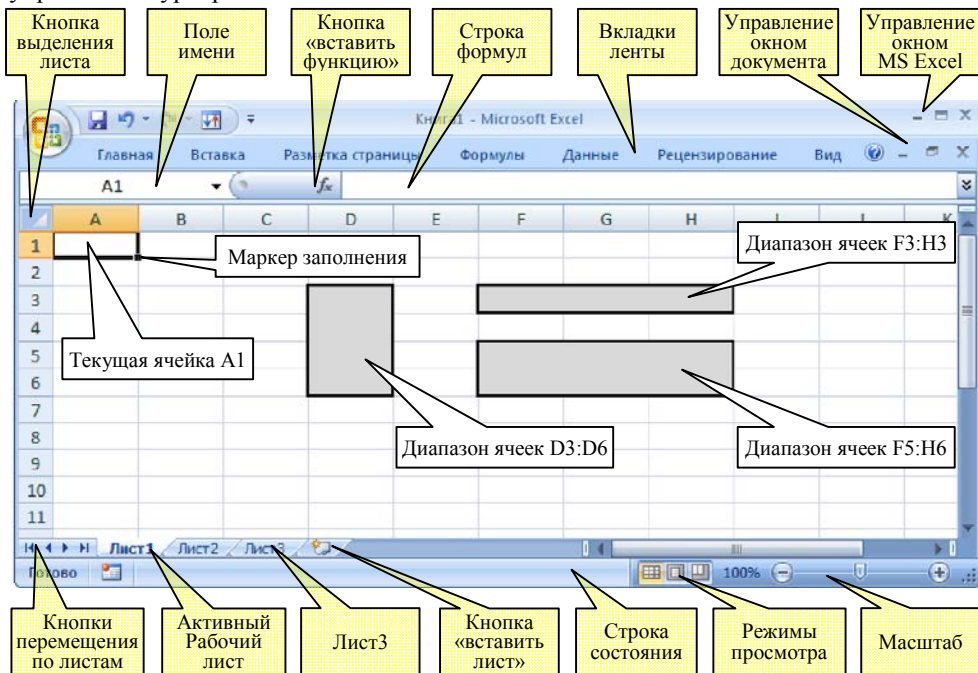 Кнопка
выделения
листа
Поле
имени
Кнопка
«вставить
функцию»
Строка
формул
Вкладки
ленты
Управление
окном
документа
Управление
окном
MS Excel
Книга1 - Microsoft Excel
Главная Вставка Разметка страницы Формулы Данные Рецензирование Вид
A1 fx
A B C D E F G H I J K
1
2
3
4
5
6
7
8
9
10
11
Маркер заполнения
Диапазон ячеек F3:H3
Текущая ячейка A1
Диапазон ячеек D3:D6
Диапазон ячеек F5:H6
Лист1 Лист2 Лист3
Готово 100%
Кнопки
перемещения
по листам
Активный
Рабочий
лист
Лист3
Кнопка
«вставить
лист»
Строка
состояния
Режимы
просмотра
Масштаб